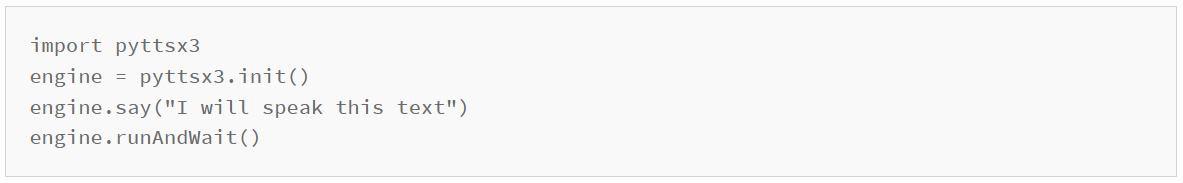 import pyttsx3
engine = pyttsx3.init()
engine.say("I will speak this text")
engine.runAndWait()